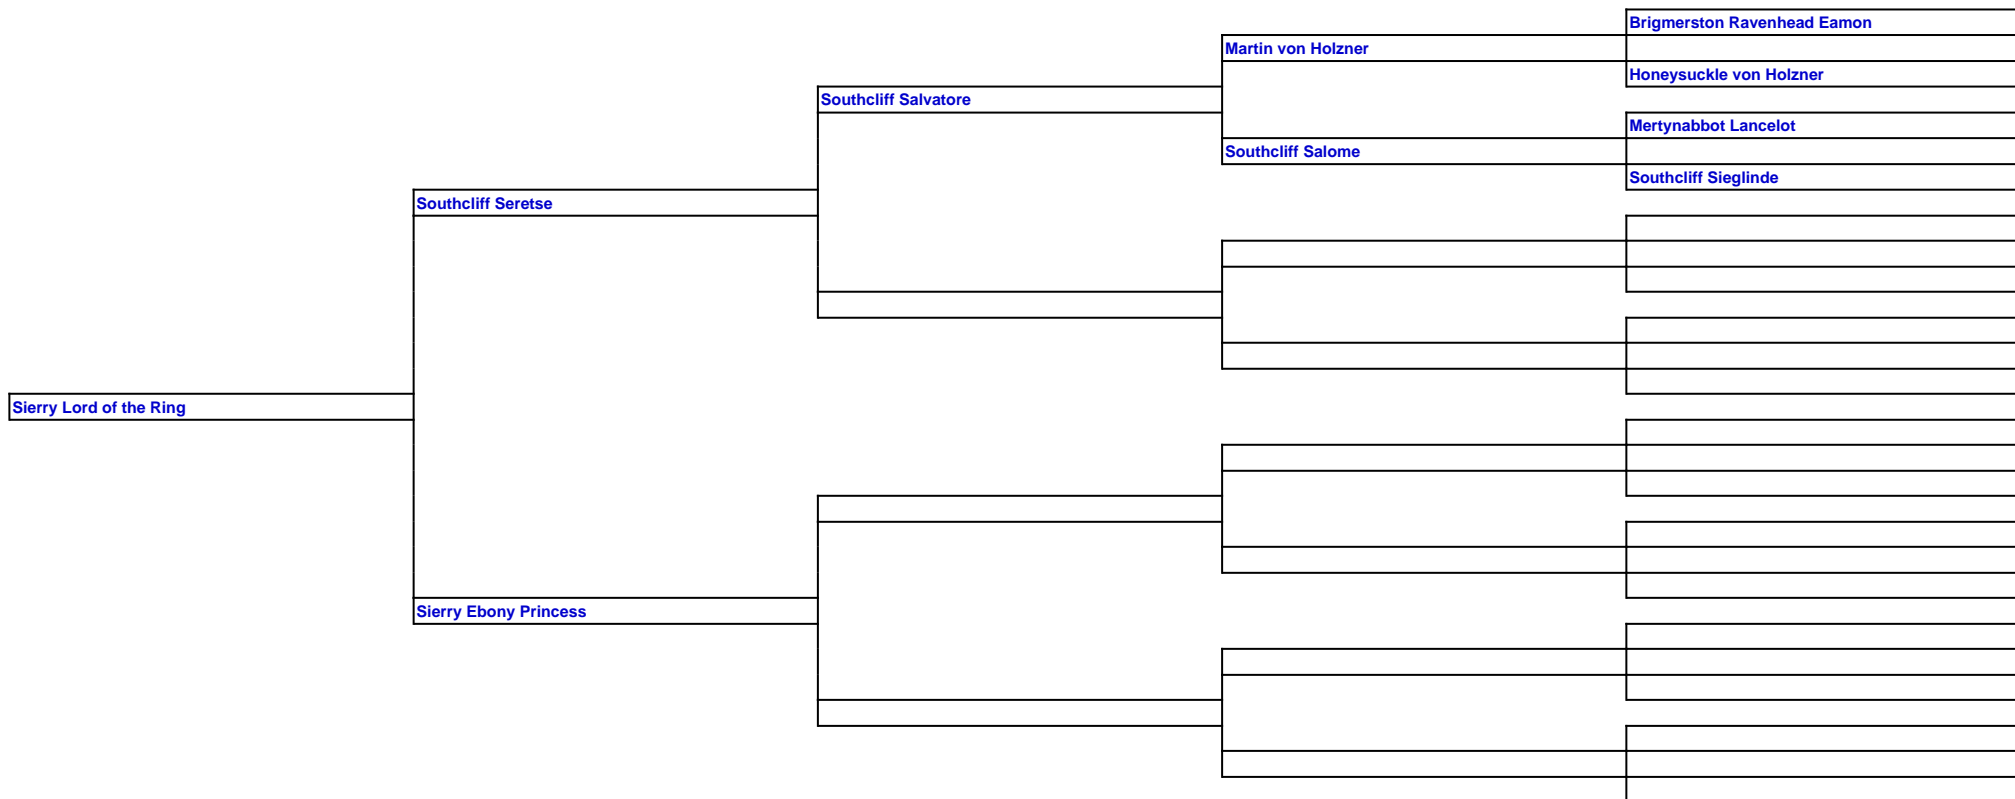 Brigmerston Ravenhead Eamon
Martin von Holzner
Honeysuckle von Holzner
Southcliff Salvatore
Mertynabbot Lancelot
Southcliff Salome
Southcliff Sieglinde
Southcliff Seretse
Sierry Lord of the Ring
Sierry Ebony Princess